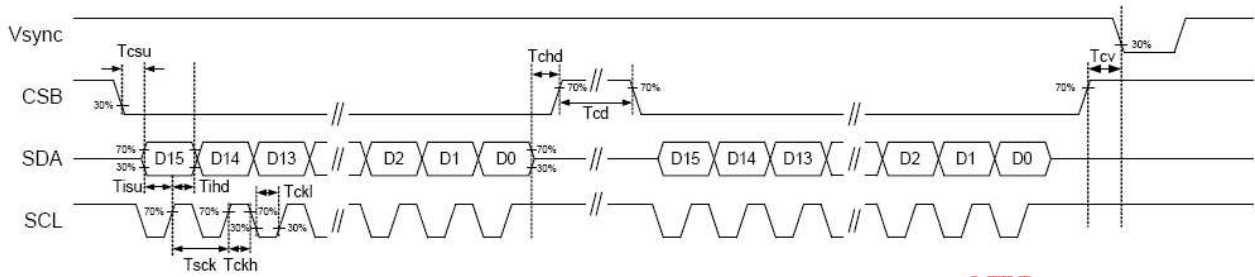 Vsync
30%
Tcsu
Tchd
Tcv
CSB
30%
70%
70%
70%
Tcd
SDA
70%
30%
D15
D14
D13
D2
D1
D0
70%
30%
D15
D14
D13
D2
D1
D0
Tisu
Tihd
Tckl
SCL
70%
70%
70%
30%
30%
Tsck
Tckh